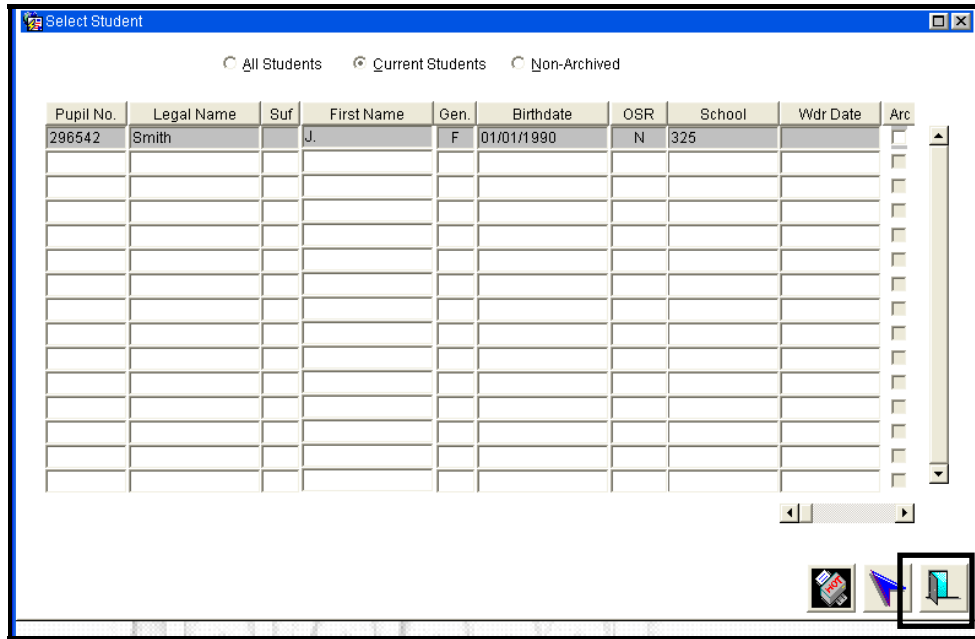 Select Student
All Students Current Students Non-Archived
Pupil No. Legal Name Suf First Name Gen. Birthdate OSR School Wdr Date Arc
296542 Smith J. F 01/01/1990 N 325
HOT